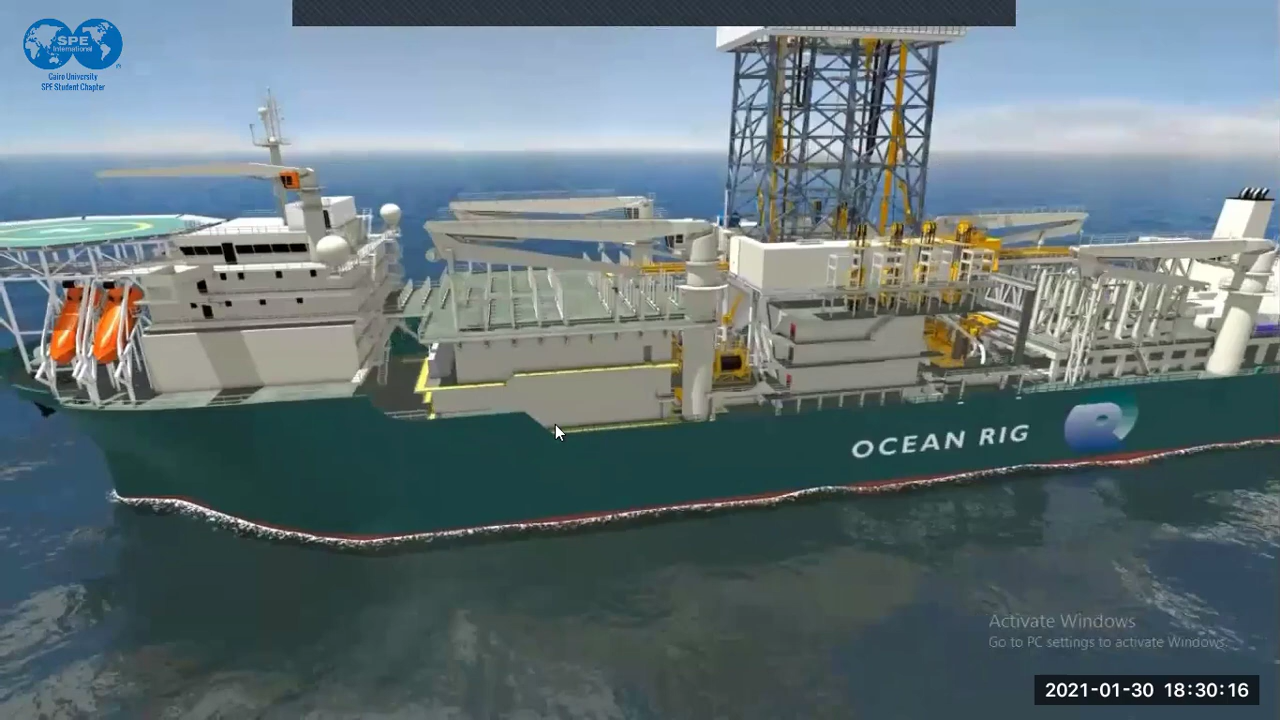 SPE
International
Cairo University
SPE Student Chapter
OCEAN RIG
Activate Windows
Go to PC settings to activate Windows.
2021-01-30 18:30:16